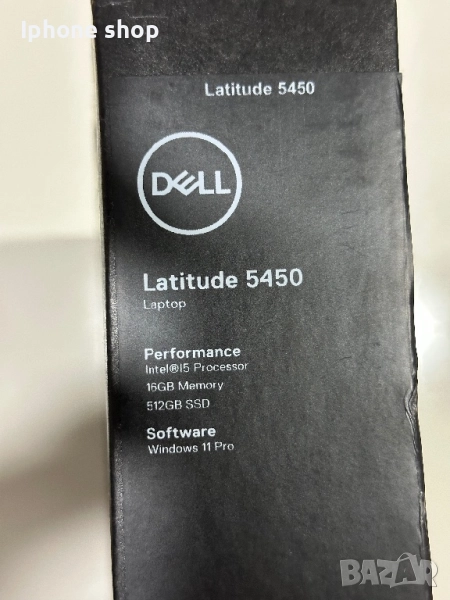 Iphone shop
Latitude 5450
DELL
Latitude 5450
Laptop
Performance
Intel®I5 Processor
16GB Memory
512GB SSD
Software
Windows 11 Pro
BAZAR